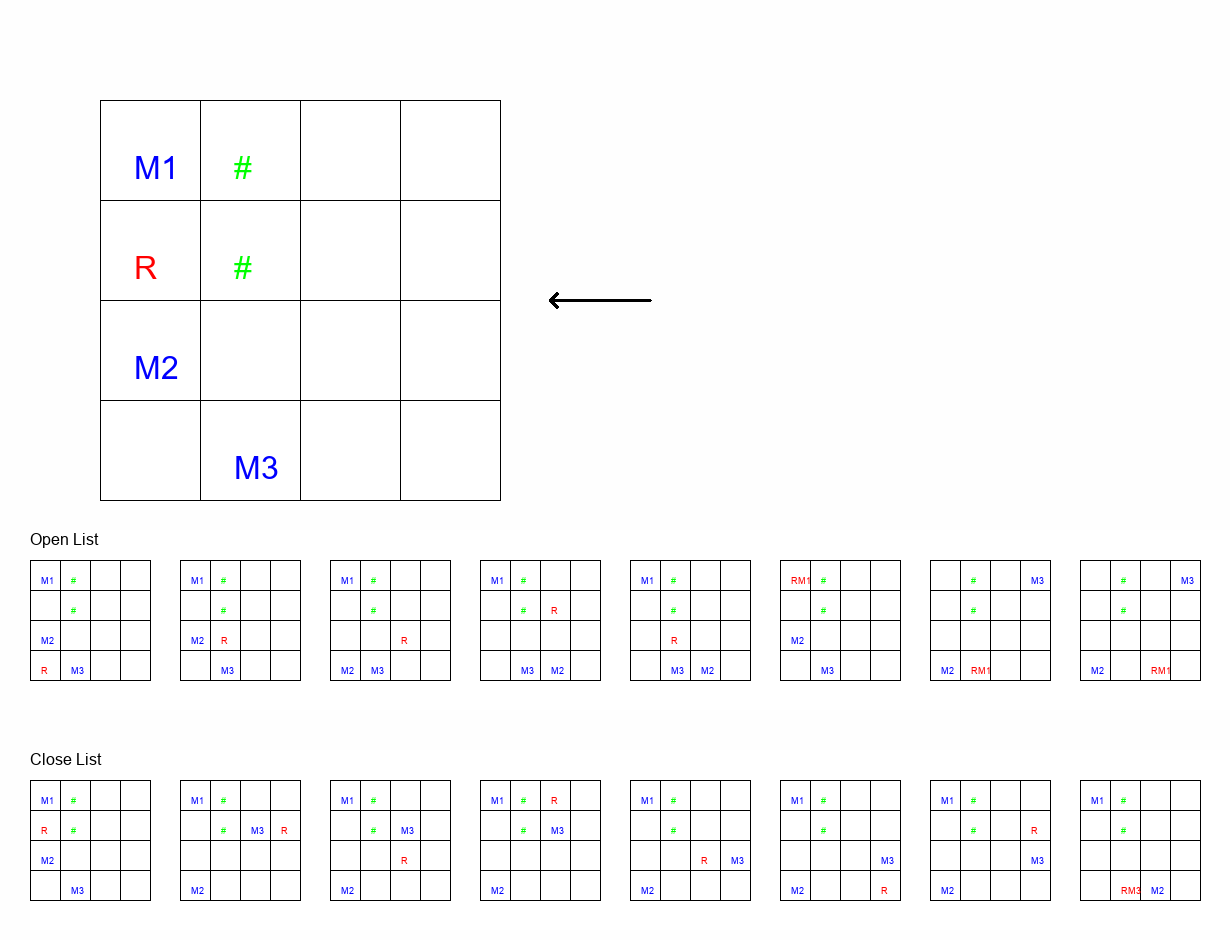 M1 #
R #
M2
M3
Open List
M1 # M1 # M1 # M1 # M1 # RM1 # # M3 # M3
# # # # R # # # #
M2 M2 R R R M2
R M3 M3 M2 M3 M3 M2 M3 M2 M3 M2 RM1 M2 RM1
Close List
M1 # M1 # M1 # M1 # R M1 # M1 # M1 # M1 #
R # # M3 R # M3 # M3 # # # R #
M2 R R M3 M3 M3
M3 M2 M2 M2 M2 M2 R M2 RM3 M2